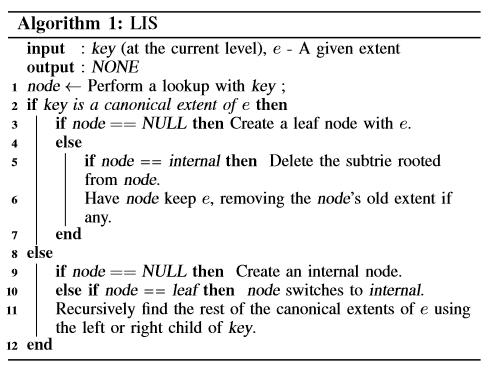 Algorithm 1: LIS
input : key (at the current level), e - A given extent
output : NONE
1 node ← Perform a lookup with key ;
2 if key is a canonical extent of e then
3 if node == NULL then Create a leaf node with e.
4 else
5 if node == internal then Delete the subtrie rooted
from node.
6 Have node keep e, removing the node's old extent if
any.
7 end
8 else
9 if node == NULL then Create an internal node.
10 else if node == leaf then node switches to internal.
11 Recursively find the rest of the canonical extents of e using
the left or right child of key.
12 end